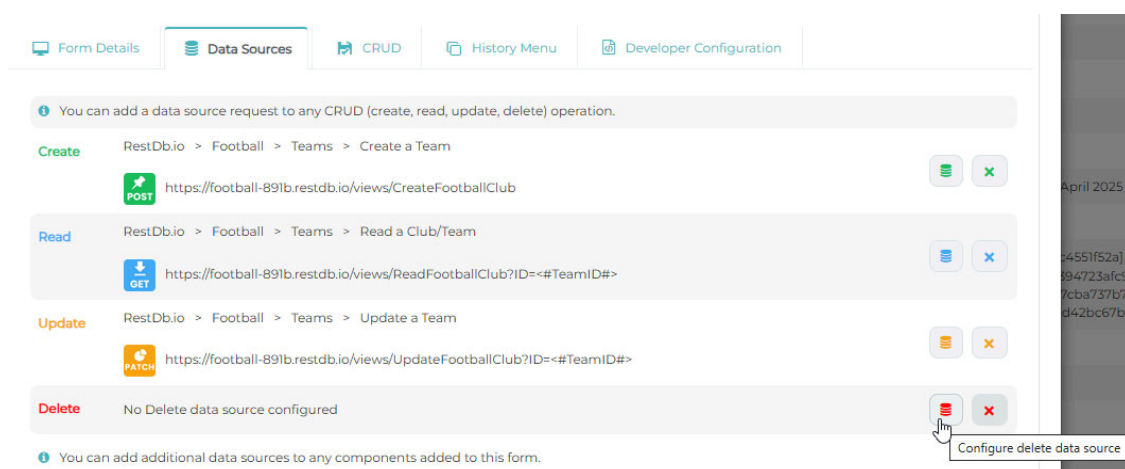 Form Details
Data Sources
CRUD
History Menu
Developer Configuration
You can add a data source request to any CRUD (create, read, update, delete) operation.
Create
RestDb.io > Football > Teams > Create a Team
POST
https://football-891b.restdb.io/views/CreateFootballClub
April 2025
Read
RestDb.io > Football > Teams > Read a Club/Team
GET
https://football-891b.restdb.io/views/ReadFootballClub?ID=<#TeamID#>
c4551f52a]
394723afc9
7cba737b7
d42bc67b
Update
RestDb.io > Football > Teams > Update a Team
PATCH
https://football-891b.restdb.io/views/UpdateFootballClub?ID=<#TeamID#>
Delete
No Delete data source configured
Configure delete data source
You can add additional data sources to any components added to this form.